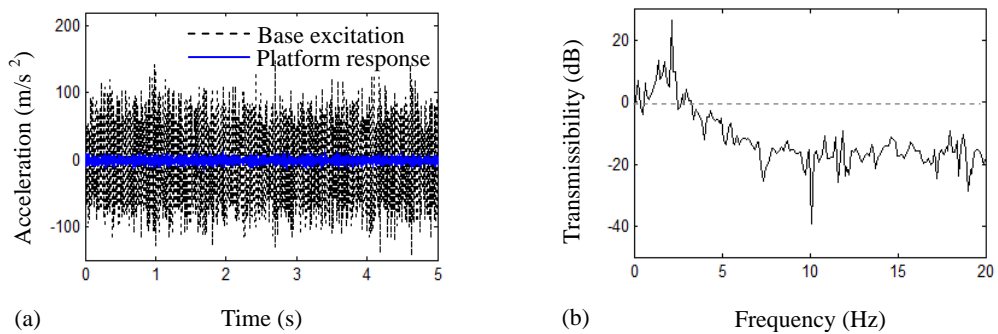 200
100
0
-100
0
1
2
3
4
5
Acceleration (m/s 2)
Base excitation
Platform response
(a)
Time (s)
20
0
-20
-40
0
5
10
15
20
Transmissibility (dB)
(b)
Frequency (Hz)